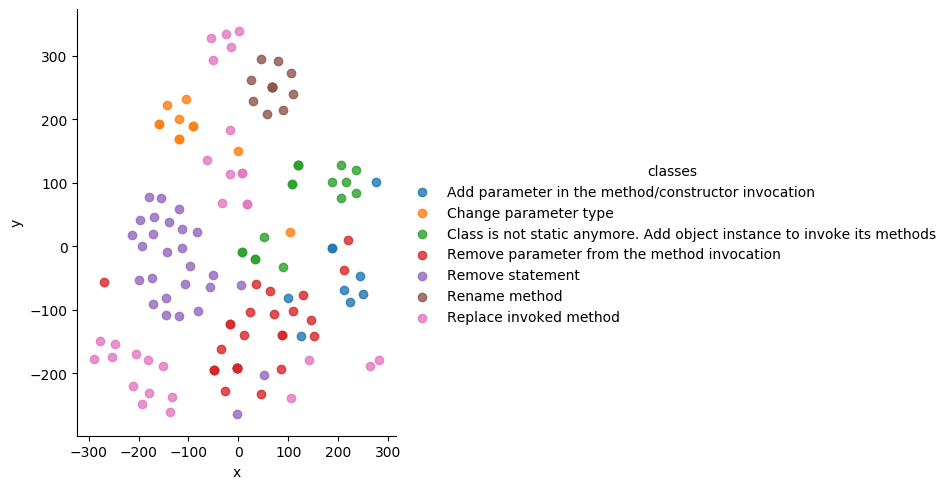 300
200
100
0
−100
−200
−300
−200
−100
0
100
200
300
x
y
classes
Add parameter in the method/constructor invocation
Change parameter type
Class is not static anymore. Add object instance to invoke its methods
Remove parameter from the method invocation
Remove statement
Rename method
Replace invoked method